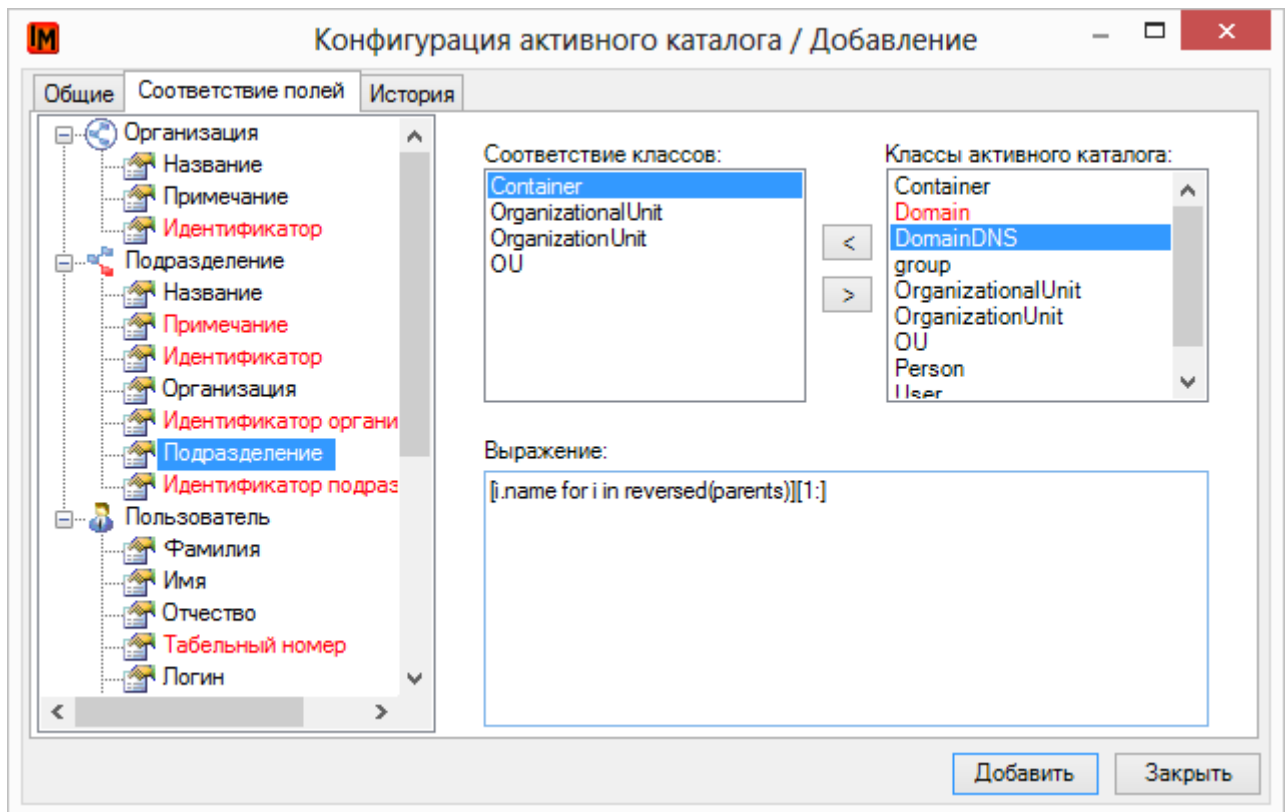 IM
Конфигурация активного каталога / Добавление
Общие
Соответствие полей
История
Организация
Название
Примечание
Идентификатор
Подразделение
Название
Примечание
Идентификатор
Организация
Идентификатор органи
Подразделение
Идентификатор подраз
Пользователь
Фамилия
Имя
Отчество
Табельный номер
Логин
Соответствие классов:
Container
OrganizationalUnit
OrganizationUnit
OU
<
>
Классы активного каталога:
Container
Domain
DomainDNS
group
OrganizationalUnit
OrganizationUnit
OU
Person
User
Выражение:
[i.name for i in reversed(parents)][1:]
Добавить
Закрыть